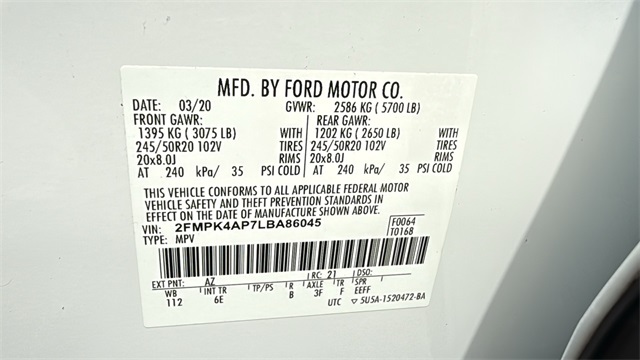 MFD. BY FORD MOTOR CO.
DATE: 03/20 GVWR: 2586 KG ( 5700 LB)
FRONT GAWR: REAR GAWR:
1395 KG ( 3075 LB) WITH 1202 KG ( 2650 LB) WITH
245/50R20 102V TIRES 245/50R20 102V TIRES
20x8.0J RIMS 20x8.0J RIMS
AT 240 kPa/ 35 PSI COLD AT 240 kPa/ 35 PSI COLD
THIS VEHICLE CONFORMS TO ALL APPLICABLE FEDERAL MOTOR
VEHICLE SAFETY AND THEFT PREVENTION STANDARDS IN
EFFECT ON THE DATE OF MANUFACTURE SHOWN ABOVE.
VIN: 2FMPK4AP7LBA86045 F0064
TYPE: MPV T0168
EXT PNT: AZ RC: 21 DSO:
WB INT TR TP/PS R AXLE TR SPR
112 6E B 3F F EEFF
UTC ▽ 5U5A-1520472-BA